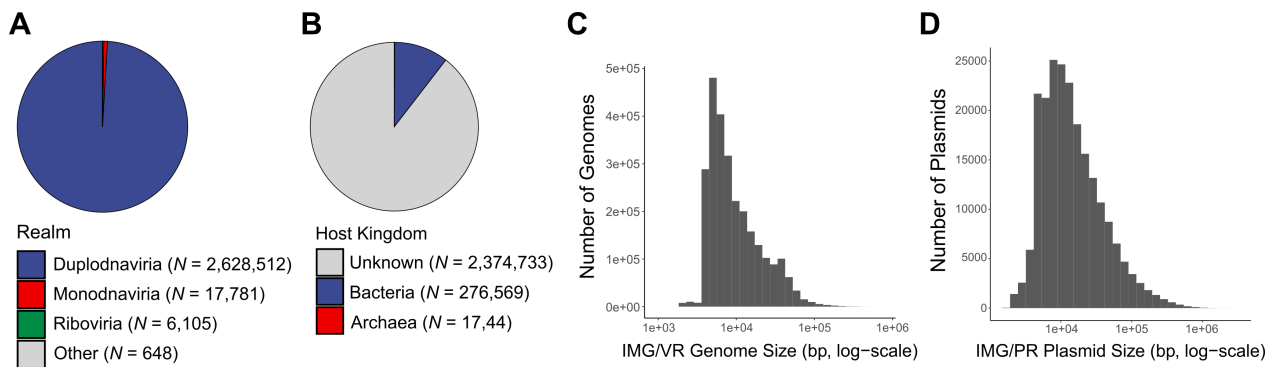 A
Realm
Duplodnaviria (N = 2,628,512)
Monodnaviria (N = 17,781)
Riboviria (N = 6,105)
Other (N = 648)
B
Host Kingdom
Unknown (N = 2,374,733)
Bacteria (N = 276,569)
Archaea (N = 17,44)
C
Number of Genomes
5e+05
4e+05
3e+05
2e+05
1e+05
0e+00
1e+03 1e+04 1e+05 1e+06
IMG/VR Genome Size (bp, log−scale)
D
Number of Plasmids
25000
20000
15000
10000
5000
0
1e+04 1e+05 1e+06
IMG/PR Plasmid Size (bp, log−scale)